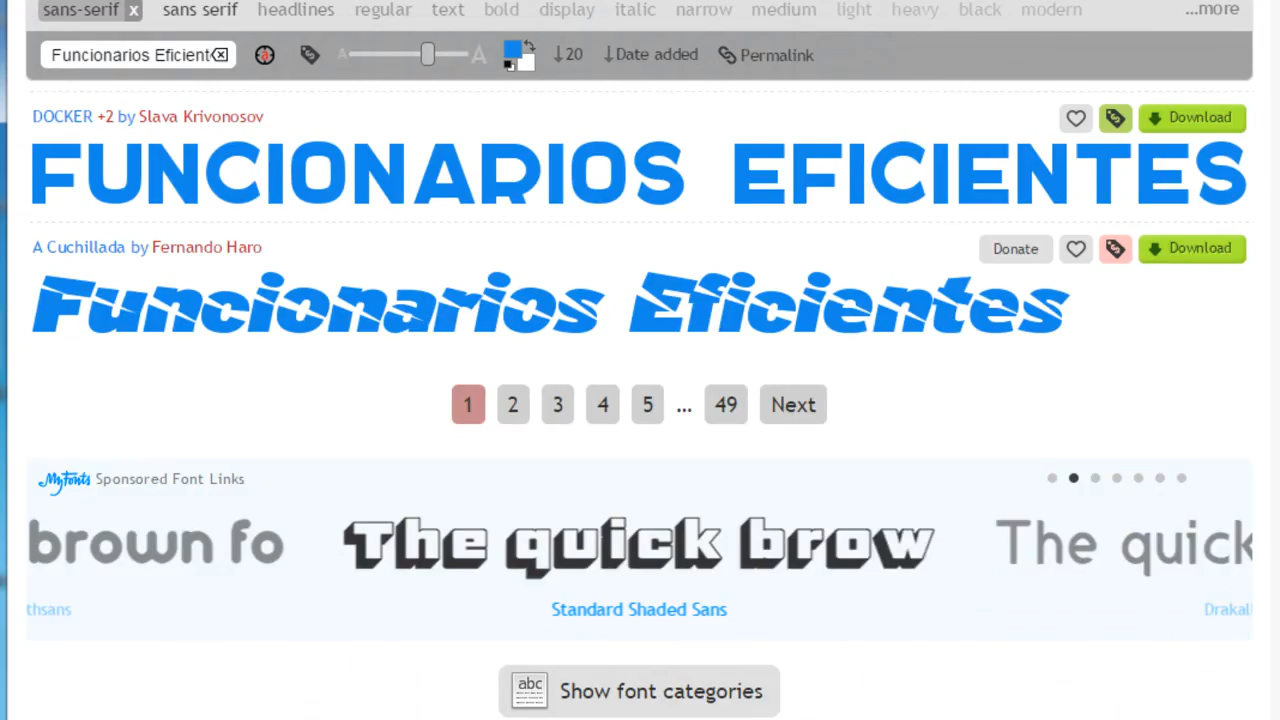 sans-serif x sans serif headlines regular text bold display italic narrow medium light heavy black modern ...more
Funcionarios Eficient A A ↓20 ↓Date added Permalink
DOCKER +2 by Slava Krivonosov Download
FUNCIONARIOS EFICIENTES
A Cuchillada by Fernando Haro Donate Download
Funcionarios Eficientes
1 2 3 4 5 ... 49 Next
MyFonts Sponsored Font Links
brown fo The quick brow The quick
thsans Standard Shaded Sans Drakal
abc Show font categories